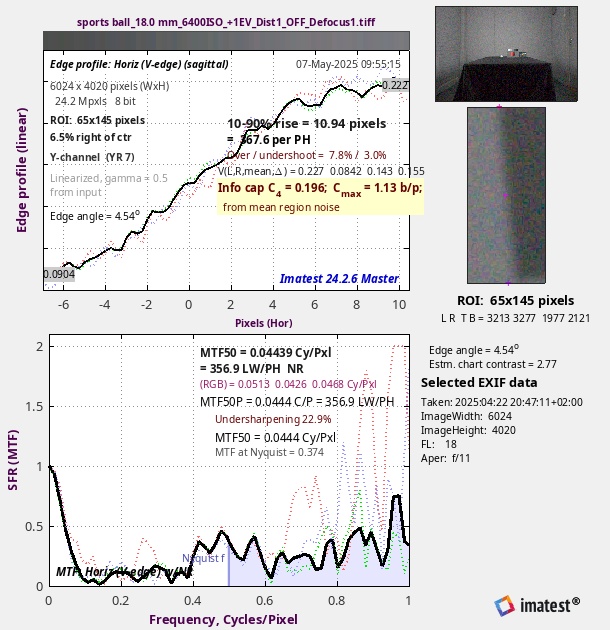 sports ball_18.0 mm_6400ISO_+1EV_Dist1_OFF_Defocus1.tiff
Edge profile: Horiz (V-edge) (sagittal)
07-May-2025 09:55:15
6024 x 4020 pixels (WxH)
24.2 Mpxls 8 bit
0.222
ROI: 65x145 pixels
6.5% right of ctr
10-90% rise = 10.94 pixels
= 367.6 per PH
Y-channel (YR 7)
Over / undershoot = 7.8% / 3.0%
V(L,R,mean,Δ) = 0.227 0.0842 0.143 0.155
Linearized, gamma = 0.5
from input
Info cap C4 = 0.196; Cmax = 1.13 b/p;
from mean region noise
Edge angle = 4.54°
0.0904
Imatest 24.2.6 Master
Edge profile (linear)
-6 -4 -2 0 2 4 6 8 10
Pixels (Hor)
ROI: 65x145 pixels
L R T B = 3213 3277 1977 2121
Edge angle = 4.54°
Estm. chart contrast = 2.77
Selected EXIF data
Taken: 2025:04:22 20:47:11+02:00
ImageWidth: 6024
ImageHeight: 4020
FL: 18
Aper: f/11
MTF50 = 0.04439 Cy/Pxl
= 356.9 LW/PH NR
(RGB) = 0.0513 0.0426 0.0468 Cy/Pxl
MTF50P = 0.0444 C/P = 356.9 LW/PH
Undersharpening 22.9%
MTF50 = 0.0444 Cy/Pxl
MTF at Nyquist = 0.374
Nyquist f
MTF: Horiz (V-edge) Y/NR
SFR (MTF)
2
1.5
1
0.5
0
0 0.2 0.4 0.6 0.8 1
Frequency, Cycles/Pixel
imatest®